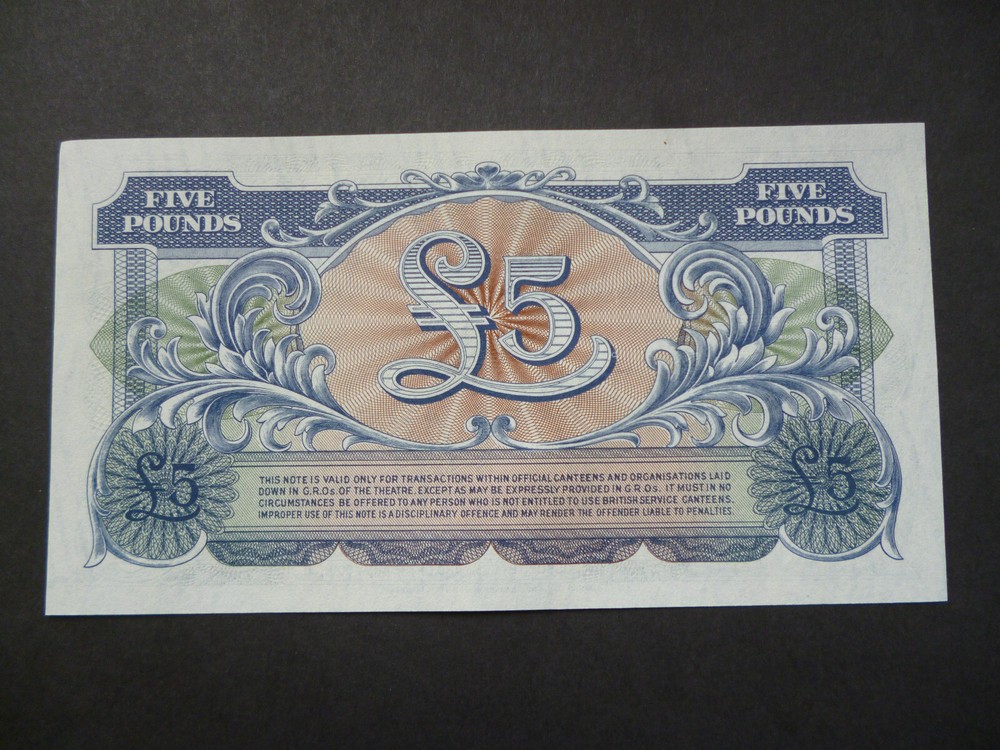 FIVE
POUNDS
FIVE
POUNDS
£5
£5
£5
THIS NOTE IS VALID ONLY FOR TRANSACTIONS WITHIN OFFICIAL CANTEENS AND ORGANISATIONS LAID
DOWN IN G.R.Os. OF THE THEATRE, EXCEPT AS MAY BE EXPRESSLY PROVIDED IN G.R.Os. IT MUST IN NO
CIRCUMSTANCES BE OFFERED TO ANY PERSON WHO IS NOT ENTITLED TO USE BRITISH SERVICE CANTEENS.
IMPROPER USE OF THIS NOTE IS A DISCIPLINARY OFFENCE AND MAY RENDER THE OFFENDER LIABLE TO PENALTIES.